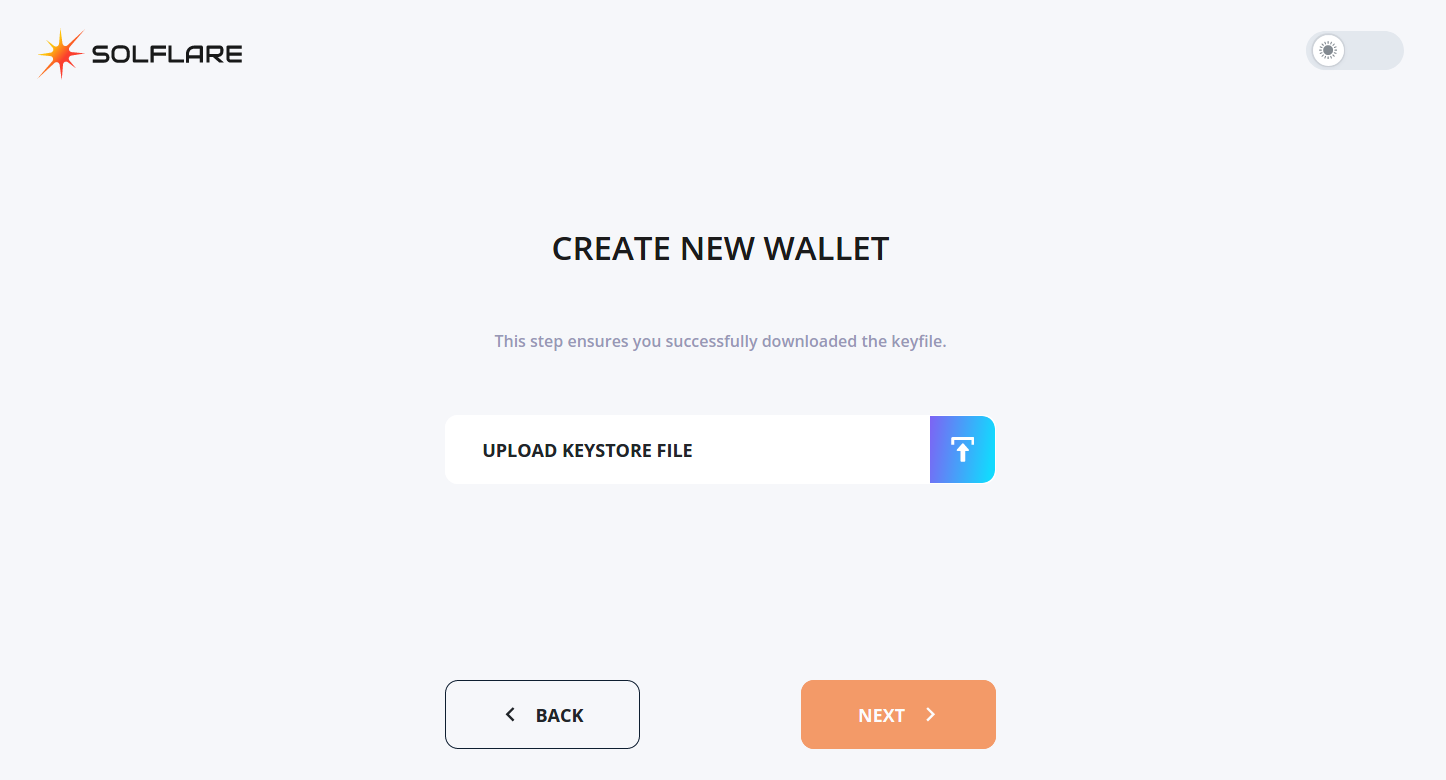 SOLFLARE
CREATE NEW WALLET
This step ensures you successfully downloaded the keyfile.
UPLOAD KEYSTORE FILE
BACK
NEXT